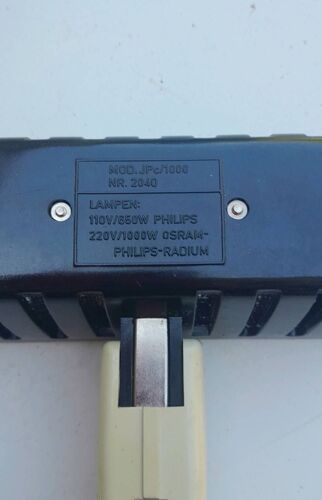 MOD. JPc/1000
NR. 2040
LAMPEN:
110V/650W PHILIPS
220V/1000W OSRAM-
PHILIPS-RADIUM